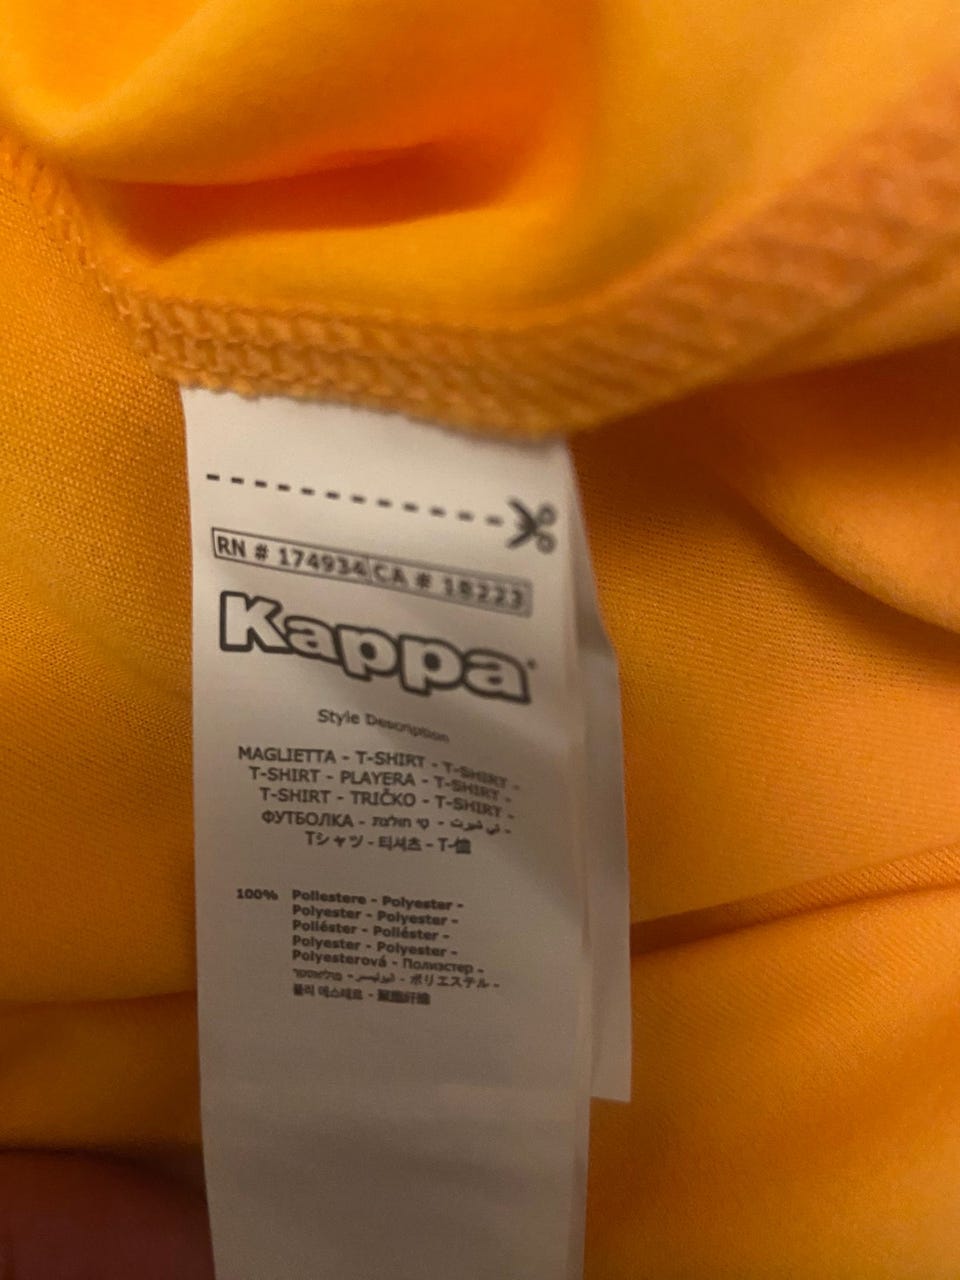 RN # 174934 CA # 18223
Kappa
Style Description
MAGLIETTA - T-SHIRT - T-SHIRT -
T-SHIRT - PLAYERA - T-SHIRT -
T-SHIRT - TRIČKO - T-SHIRT -
ФУТБОЛКА - טי חולצת - تي شيرت -
Tシャツ - 티셔츠 - T-恤
100% Poliestere - Polyester -
Polyester - Polyester -
Poliéster - Poliéster -
Polyester - Polyester -
Polyesterová - Полиэстер -
פוליאסטר - - ポリエステル -
폴리 에스테르 - 聚酯纤维